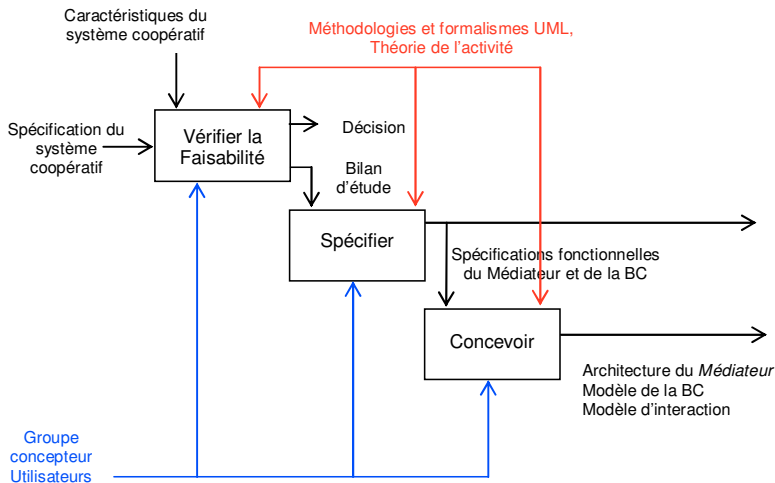 Caractéristiques du
système coopératif
Méthodologies et formalismes UML,
Théorie de l'activité
Spécification du
système
coopératif
Vérifier la
Faisabilité
Décision
Bilan
d'étude
Spécifier
Spécifications fonctionnelles
du Médiateur et de la BC
Concevoir
Architecture du Médiateur
Modèle de la BC
Modèle d'interaction
Groupe
concepteur
Utilisateurs